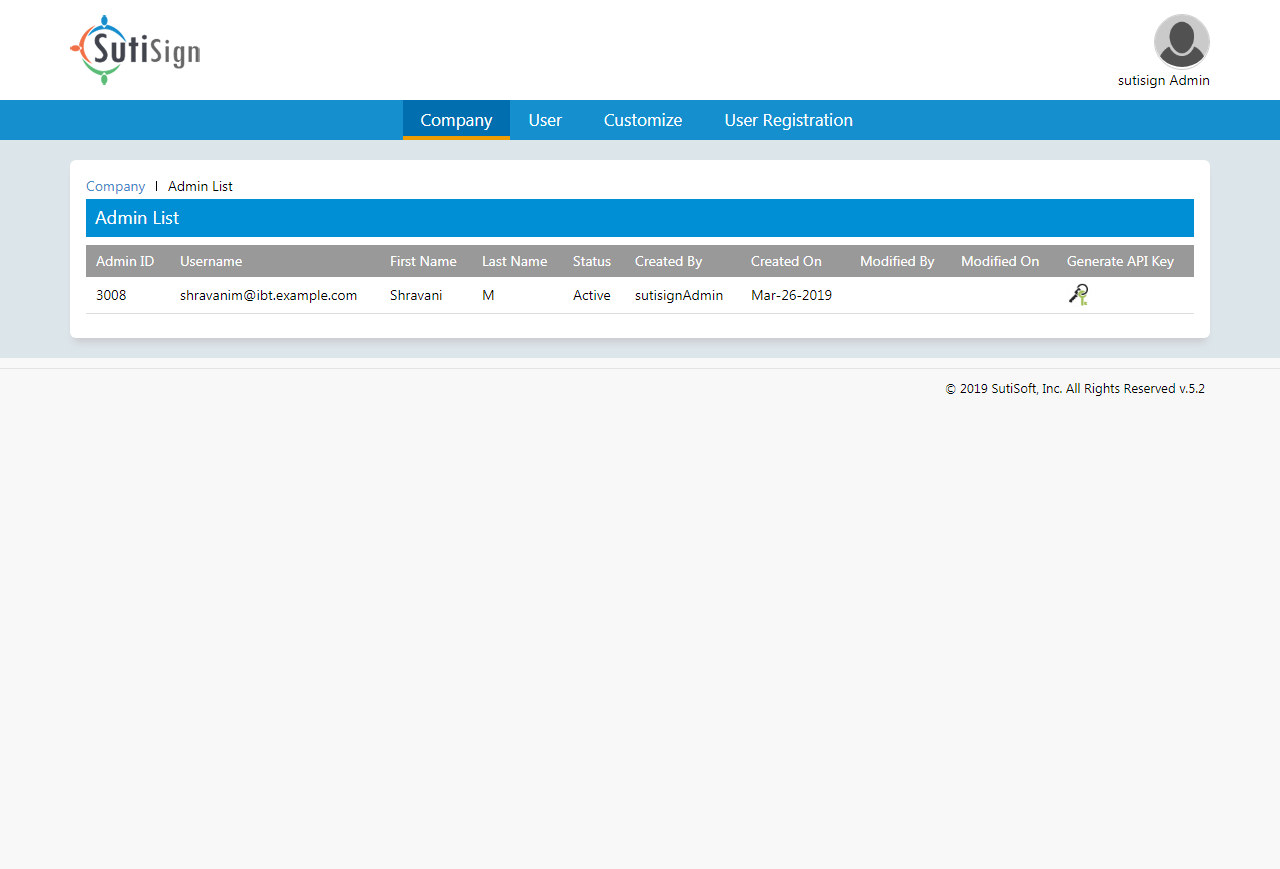 SutiSign
sutisign Admin
Company User Customize User Registration
Company | Admin List
Admin List
Admin ID Username First Name Last Name Status Created By Created On Modified By Modified On Generate API Key
3008 shravanim@ibt.example.com Shravani M Active sutisignAdmin Mar-26-2019
© 2019 SutiSoft, Inc. All Rights Reserved v.5.2